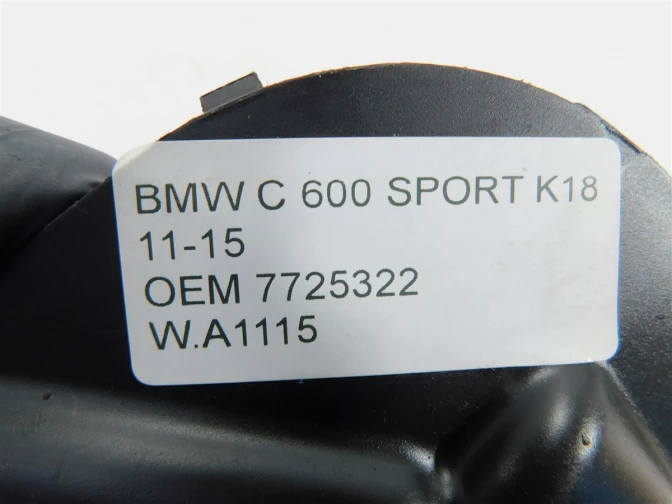 BMW C 600 SPORT K18
11-15
OEM 7725322
W.A1115